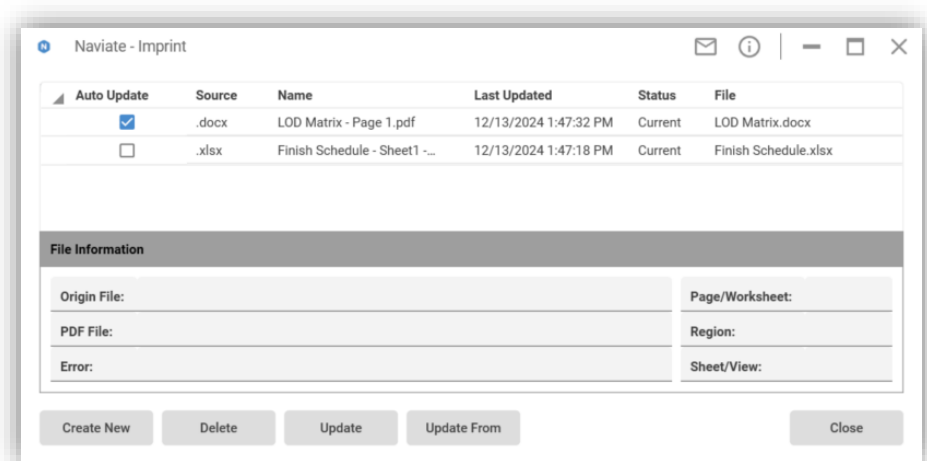 Naviate - Imprint
Auto Update Source Name Last Updated Status File
.docx LOD Matrix - Page 1.pdf 12/13/2024 1:47:32 PM Current LOD Matrix.docx
.xlsx Finish Schedule - Sheet1 -... 12/13/2024 1:47:18 PM Current Finish Schedule.xlsx
File Information
Origin File: Page/Worksheet:
PDF File: Region:
Error: Sheet/View:
Create New Delete Update Update From Close